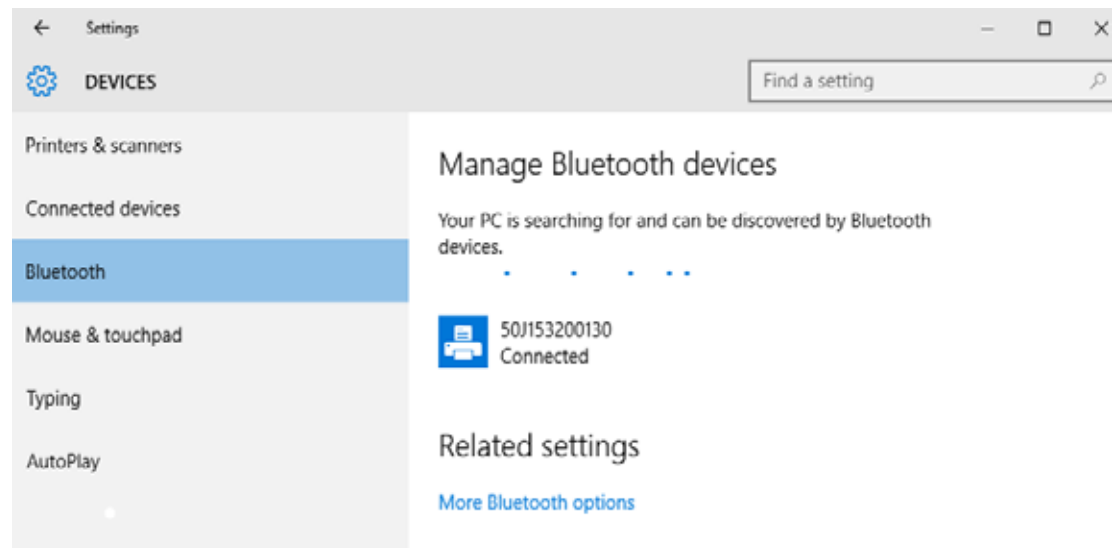 Settings
DEVICES
Find a setting
Printers & scanners
Connected devices
Bluetooth
Mouse & touchpad
Typing
AutoPlay
Manage Bluetooth devices
Your PC is searching for and can be discovered by Bluetooth
devices.
50J153200130
Connected
Related settings
More Bluetooth options